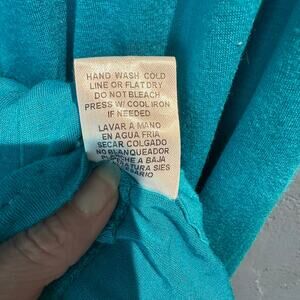 HAND WASH COLD
LINE OR FLAT DRY
DO NOT BLEACH
PRESS W/ COOL IRON
IF NEEDED
LAVAR A MANO
EN AGUA FRIA
SECAR COLGADO
NO BLANQUEADOR
A BAJA
SIES